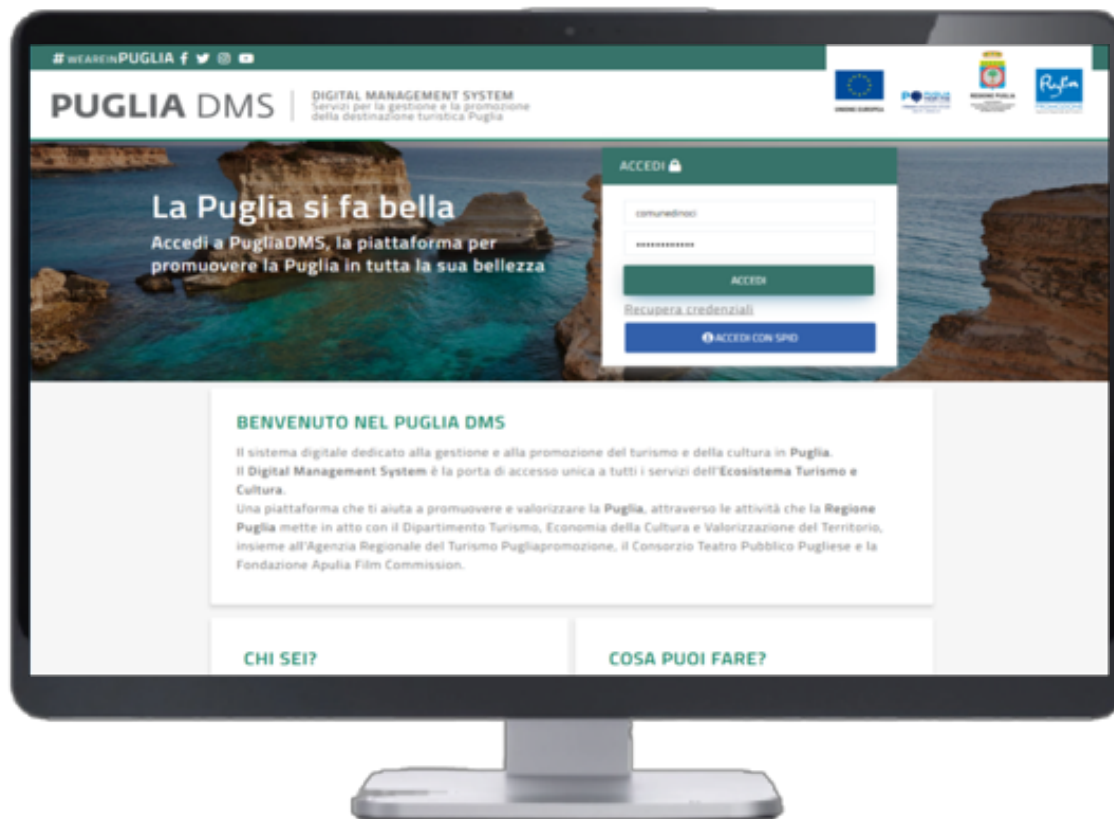 #WEAREINPUGLIA
PUGLIA DMS
DIGITAL MANAGEMENT SYSTEM
Servizi per la gestione e la promozione
della destinazione turistica Puglia
UNIONE EUROPEA
REGIONE PUGLIA
Puglia
La Puglia si fa bella
Accedi a PugliaDMS, la piattaforma per
promuovere la Puglia in tutta la sua bellezza
ACCEDI
comunedinoci
ACCEDI
Recupera credenziali
ACCEDI CON SPID
BENVENUTO NEL PUGLIA DMS
Il sistema digitale dedicato alla gestione e alla promozione del turismo e della cultura in Puglia.
Il Digital Management System è la porta di accesso unica a tutti i servizi dell'Ecosistema Turismo e
Cultura.
Una piattaforma che ti aiuta a promuovere e valorizzare la Puglia, attraverso le attività che la Regione
Puglia mette in atto con il Dipartimento Turismo, Economia della Cultura e Valorizzazione del Territorio,
insieme all'Agenzia Regionale del Turismo Pugliapromozione, il Consorzio Teatro Pubblico Pugliese e la
Fondazione Apulia Film Commission.
CHI SEI?
COSA PUOI FARE?